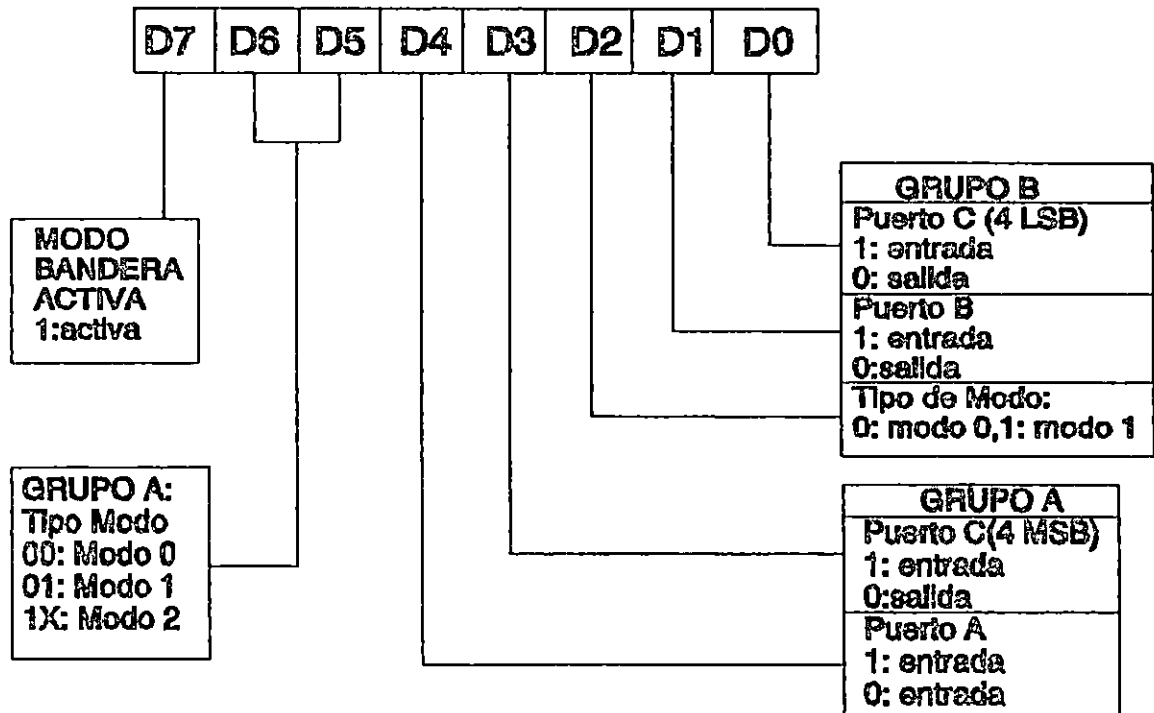 D7 D6 D5 D4 D3 D2 D1 D0
MODO
BANDERA
ACTIVA
1:activa
GRUPO A:
Tipo Modo
00: Modo 0
01: Modo 1
1X: Modo 2
GRUPO B
Puerto C (4 LSB)
1: entrada
0: salida
Puerto B
1: entrada
0:salida
Tipo de Modo:
0: modo 0,1: modo 1
GRUPO A
Puerto C(4 MSB)
1: entrada
0:salida
Puerto A
1: entrada
0: entrada